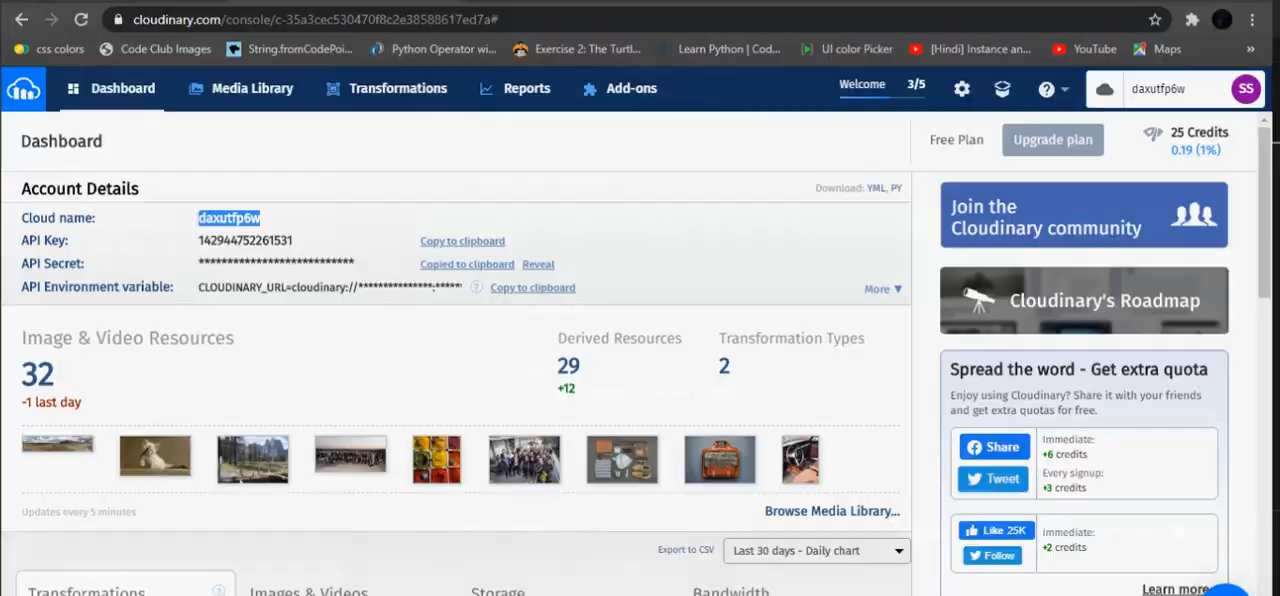 cloudinary.com/console/c-35a3cec530470f8c2e38588617ed7a#
css colors Code Club Images String.fromCodePoi... Python Operator wi... Exercise 2: The Turtl... Learn Python | Cod... UI color Picker [Hindi] Instance an... YouTube Maps »
Dashboard Media Library Transformations Reports Add-ons Welcome 3/5 daxutfp6w SS
Dashboard
Free Plan Upgrade plan 25 Credits
0.19 (1%)
Account Details Download: YML, PY
Cloud name: daxutfp6w
API Key: 142944752261531 Copy to clipboard
API Secret: *************************** Copied to clipboard Reveal
API Environment variable: CLOUDINARY_URL=cloudinary://***************:***** ? Copy to clipboard
More ▼
Image & Video Resources Derived Resources Transformation Types
32 29 2
-1 last day +12
Updates every 5 minutes
Browse Media Library...
Export to CSV Last 30 days - Daily chart
Transformations ? Images & Videos Storage Bandwidth
Join the
Cloudinary community
Cloudinary's Roadmap
Spread the word - Get extra quota
Enjoy using Cloudinary? Share it with your friends
and get extra quotas for free.
Share Immediate:
+6 credits
Tweet Every signup:
+3 credits
Like 25K Immediate:
Follow +2 credits
Learn more